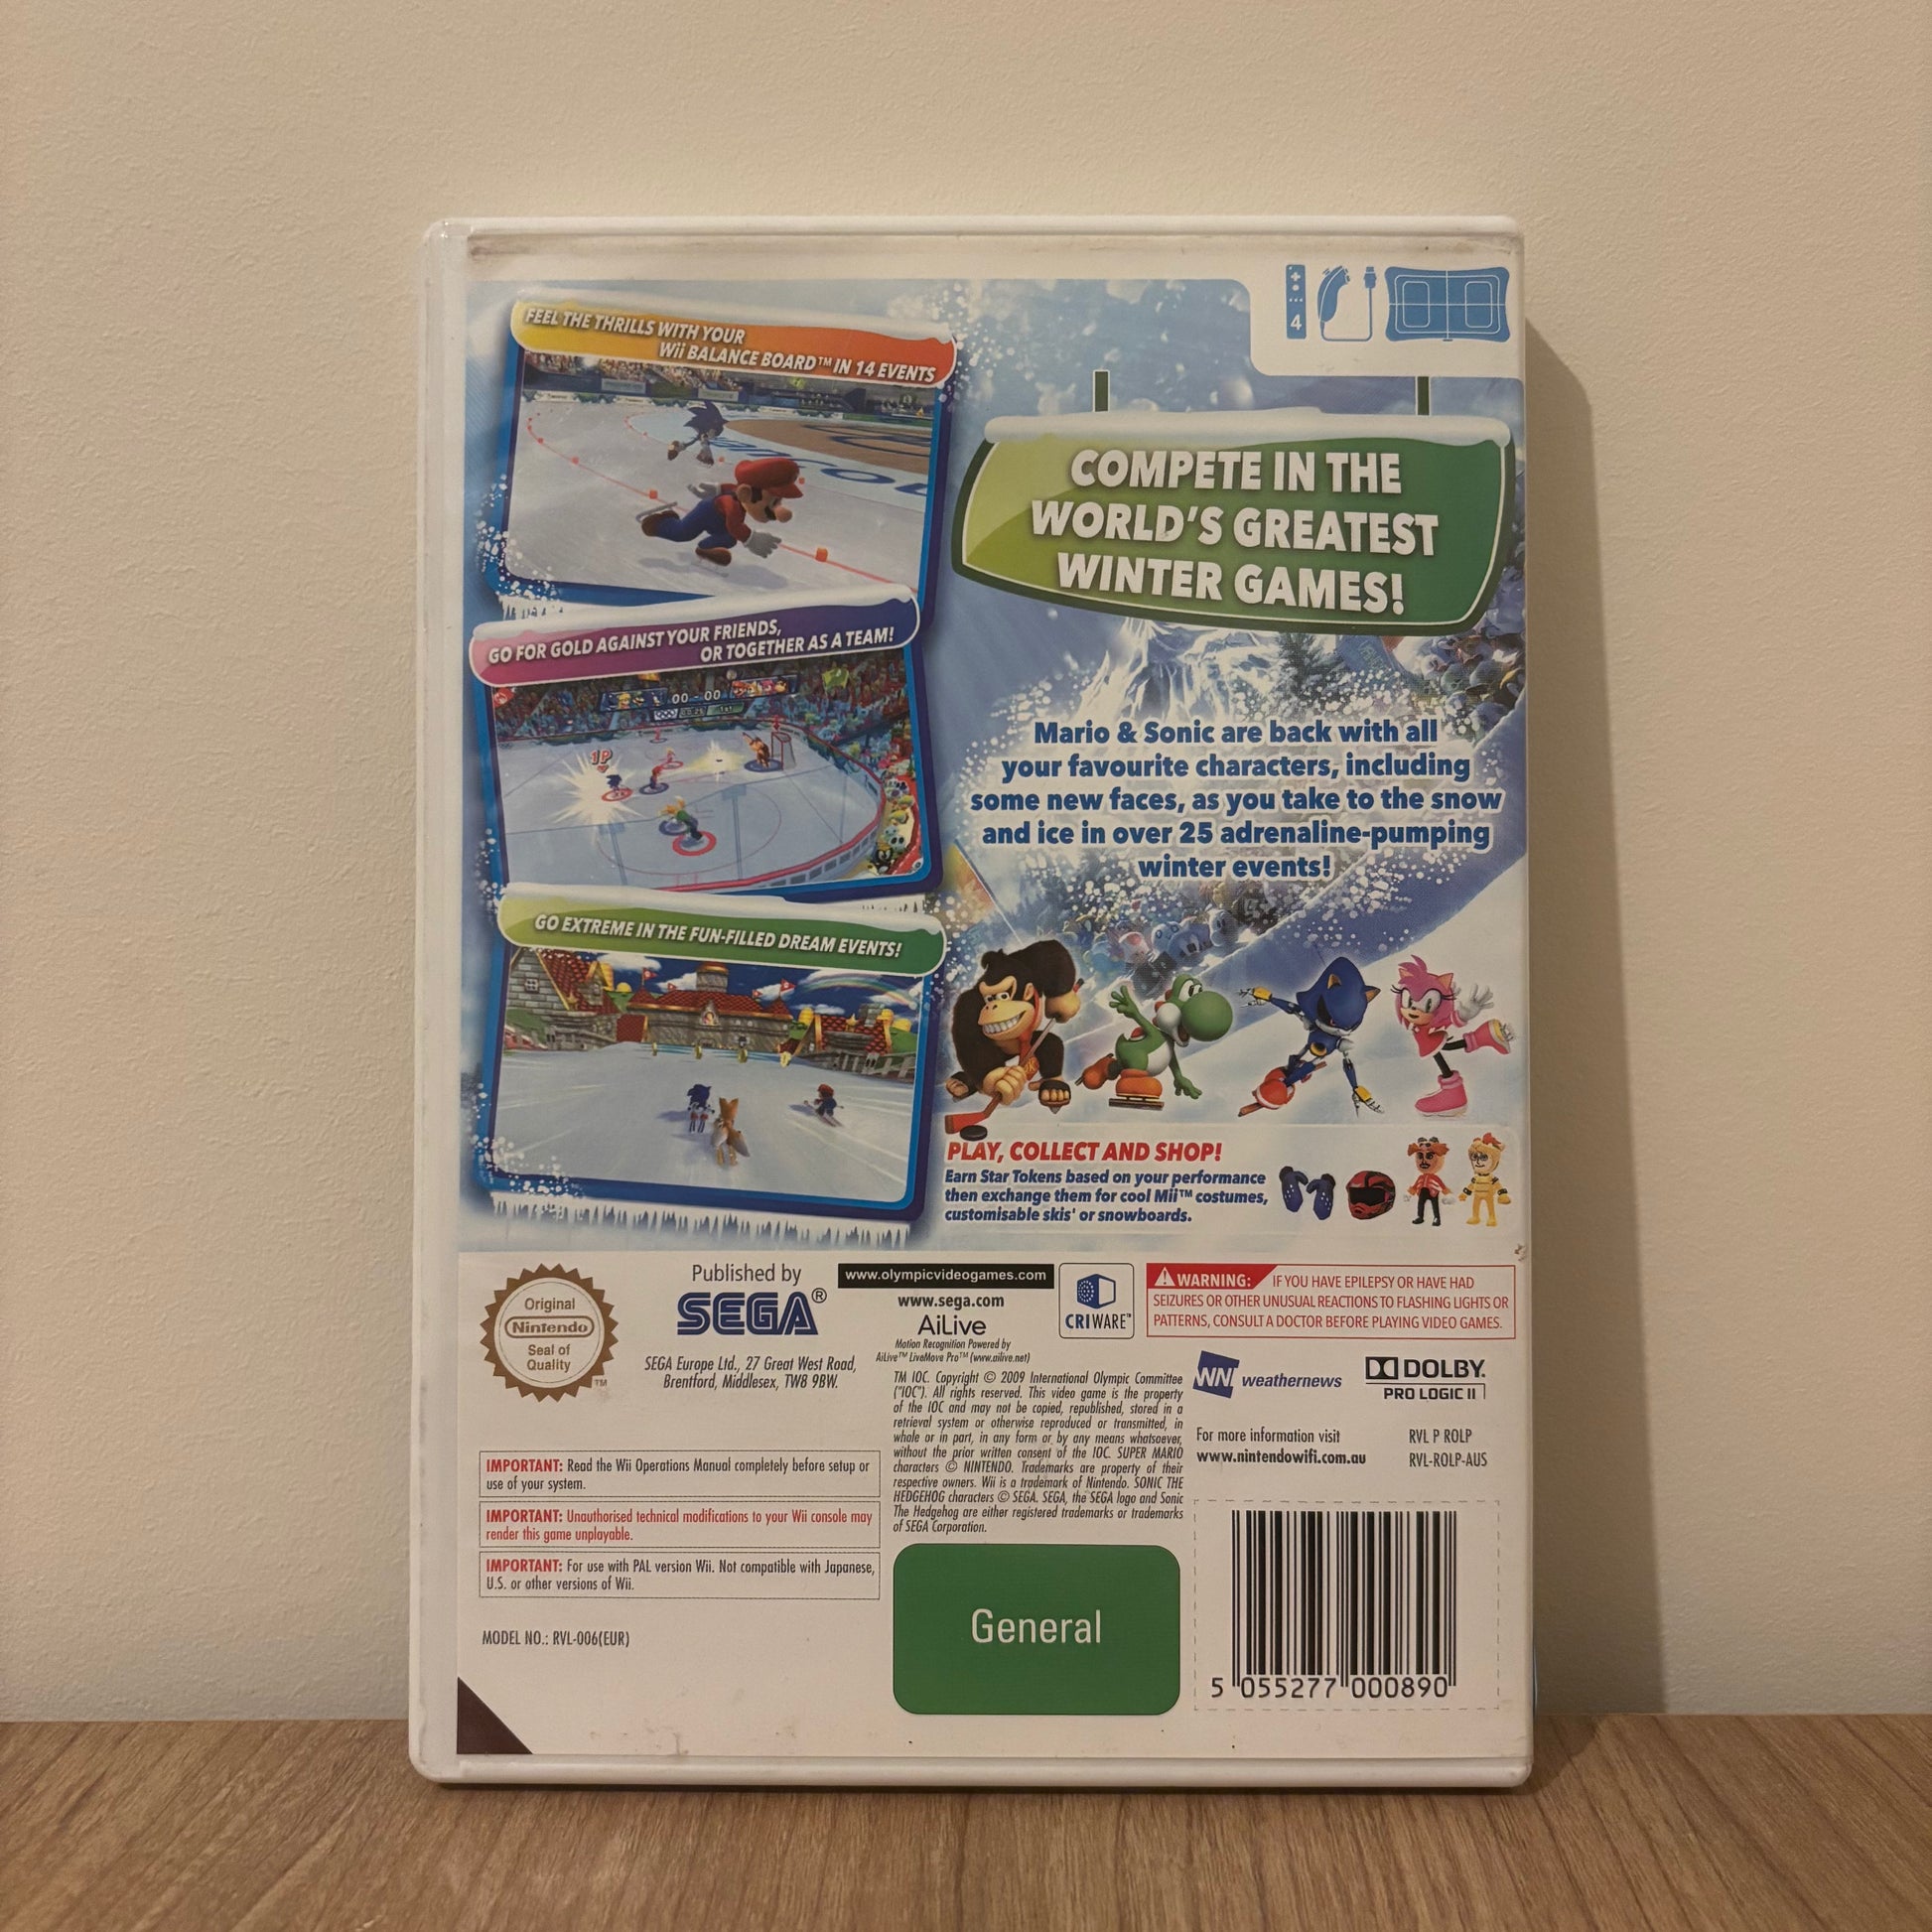 4
FEEL THE THRILLS WITH YOUR
Wii BALANCE BOARD™ IN 14 EVENTS
COMPETE IN THE
WORLD'S GREATEST
WINTER GAMES!
GO FOR GOLD AGAINST YOUR FRIENDS,
OR TOGETHER AS A TEAM!
00 - 00
1P
Mario & Sonic are back with all
your favourite characters, including
some new faces, as you take to the snow
and ice in over 25 adrenaline-pumping
winter events!
GO EXTREME IN THE FUN-FILLED DREAM EVENTS!
PLAY, COLLECT AND SHOP!
Earn Star Tokens based on your performance
then exchange them for cool Mii™ costumes,
customisable skis' or snowboards.
Original
Nintendo
Seal of
Quality
TM
Published by
SEGA®
SEGA Europe Ltd., 27 Great West Road,
Brentford, Middlesex, TW8 9BW.
www.olympicvideogames.com
www.sega.com
AiLive
Motion Recognition Powered by
AiLive™ LiveMove Pro™ (www.ailive.net)
CRIWARE™
WARNING: IF YOU HAVE EPILEPSY OR HAVE HAD
SEIZURES OR OTHER UNUSUAL REACTIONS TO FLASHING LIGHTS OR
PATTERNS, CONSULT A DOCTOR BEFORE PLAYING VIDEO GAMES.
WN weathernews
DOLBY.
PRO LOGIC II
TM IOC. Copyright © 2009 International Olympic Committee
("IOC"). All rights reserved. This video game is the property
of the IOC and may not be copied, republished, stored in a
retrieval system or otherwise reproduced or transmitted, in
whole or in part, in any form or by any means whatsoever,
without the prior written consent of the IOC. SUPER MARIO
characters © NINTENDO. Trademarks are property of their
respective owners. Wii is a trademark of Nintendo. SONIC THE
HEDGEHOG characters © SEGA. SEGA, the SEGA logo and Sonic
The Hedgehog are either registered trademarks or trademarks
of SEGA Corporation.
For more information visit
www.nintendowifi.com.au
RVL P ROLP
RVL-ROLP-AUS
IMPORTANT: Read the Wii Operations Manual completely before setup or
use of your system.
IMPORTANT: Unauthorised technical modifications to your Wii console may
render this game unplayable.
IMPORTANT: For use with PAL version Wii. Not compatible with Japanese,
U.S. or other versions of Wii.
MODEL NO.: RVL-006(EUR)
General
5 055277 000890